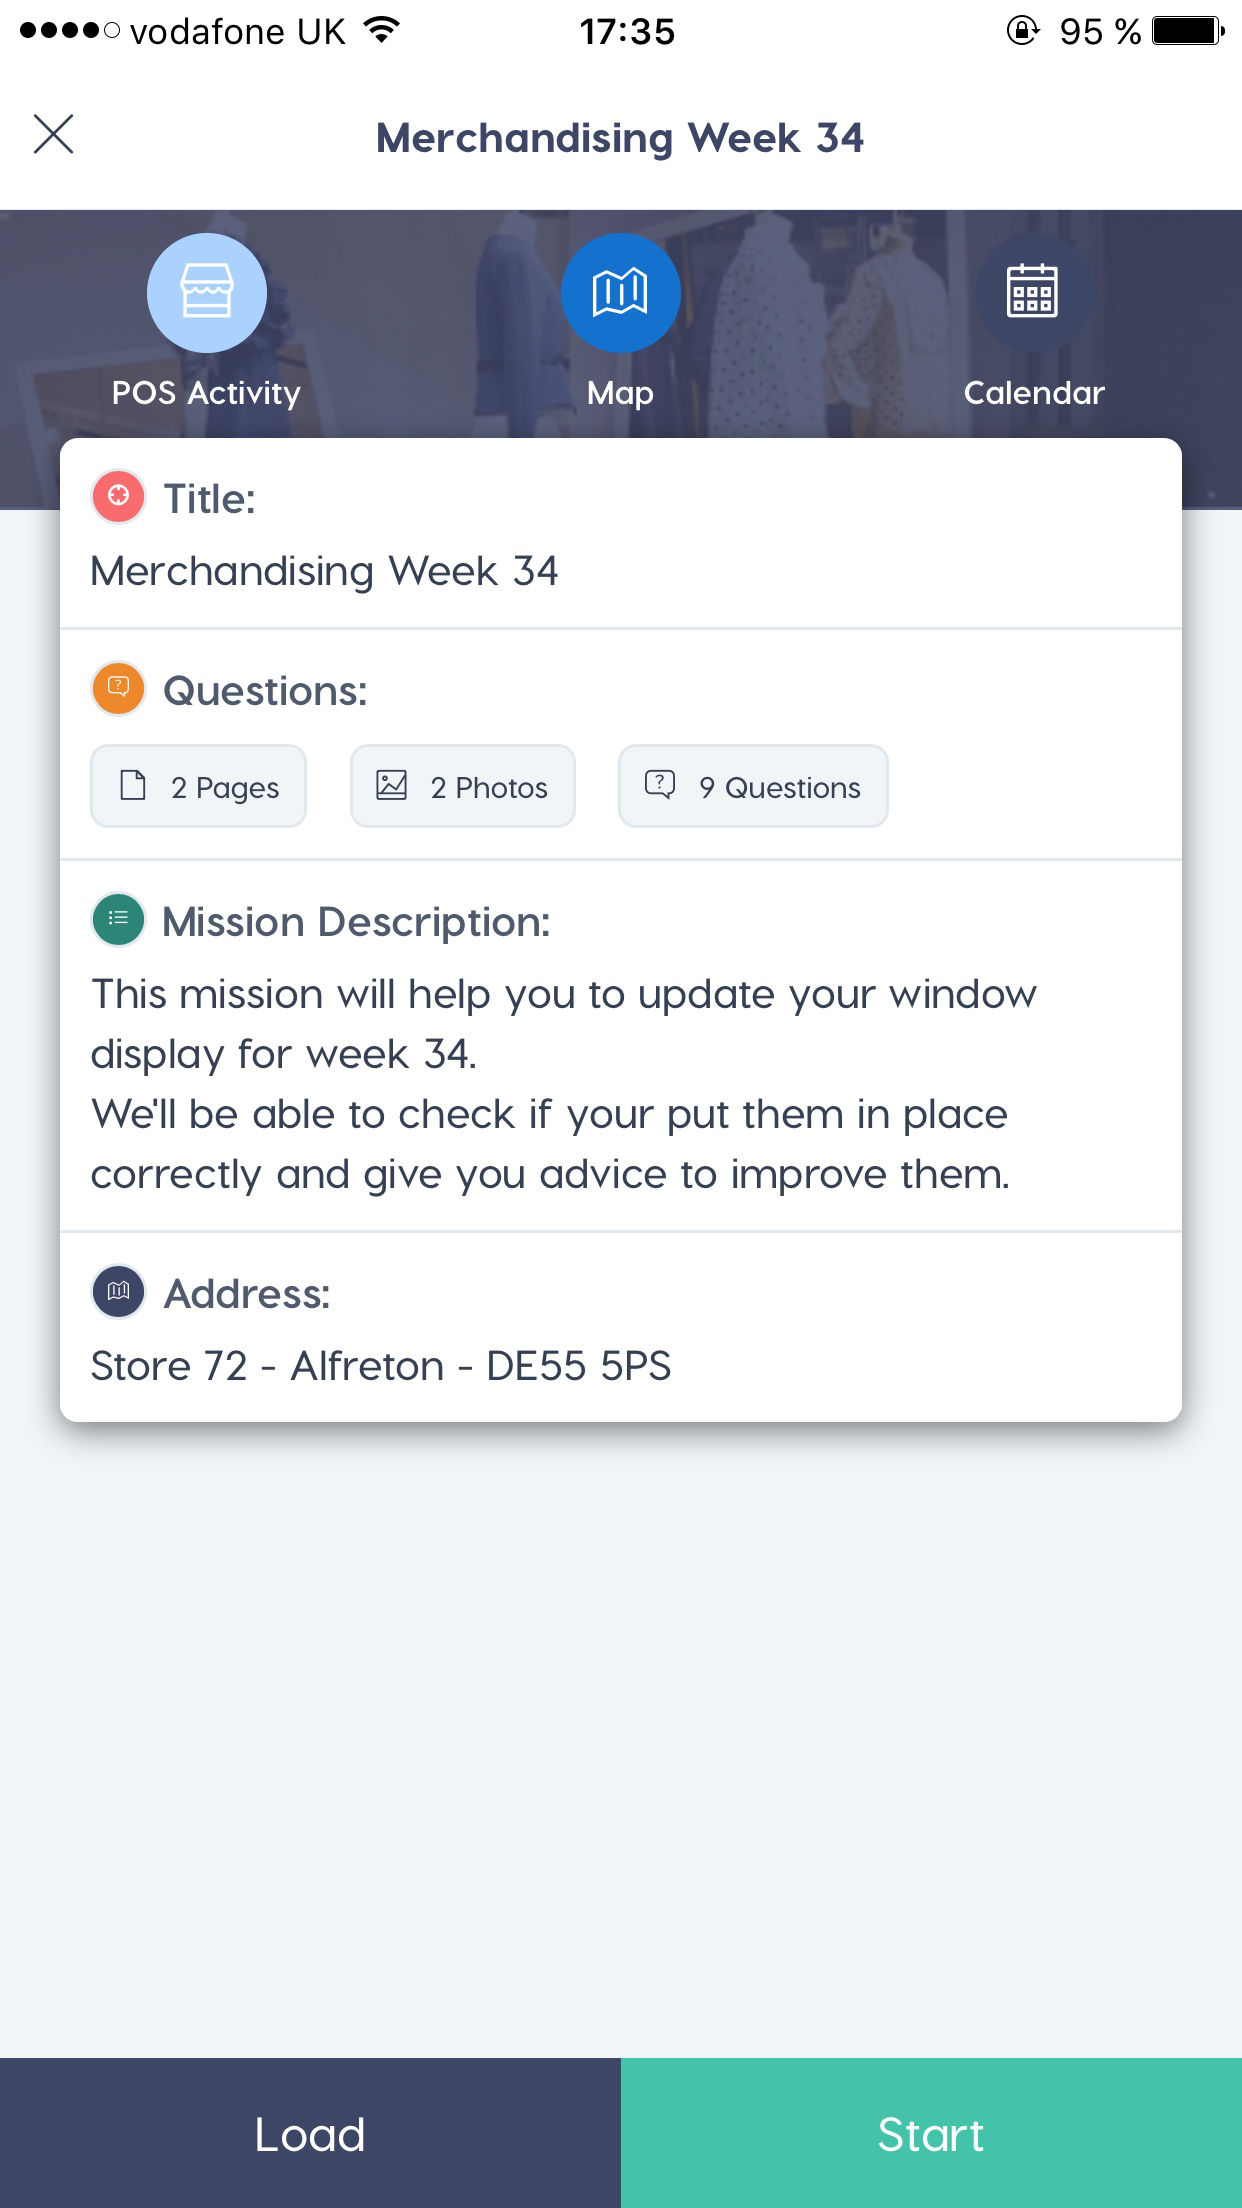 vodafone UK 17:35 95 %
Merchandising Week 34
POS Activity Map Calendar
Title:
Merchandising Week 34
Questions:
2 Pages 2 Photos 9 Questions
Mission Description:
This mission will help you to update your window
display for week 34.
We'll be able to check if your put them in place
correctly and give you advice to improve them.
Address:
Store 72 - Alfreton - DE55 5PS
Load Start